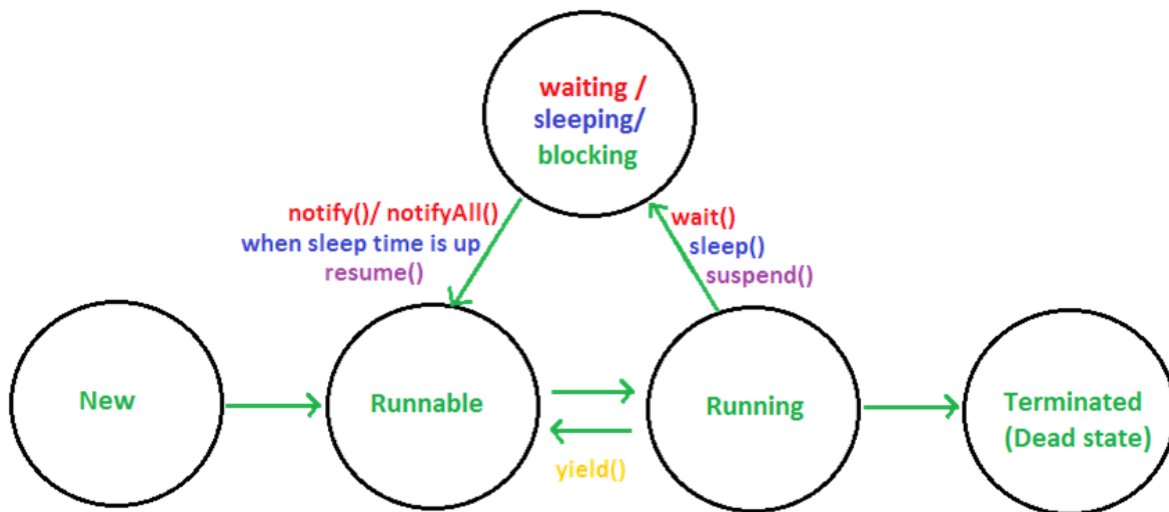 waiting /
sleeping/
blocking
notify()/ notifyAll()
when sleep time is up
resume()
wait()
sleep()
suspend()
New
Runnable
Running
Terminated
(Dead state)
yield()